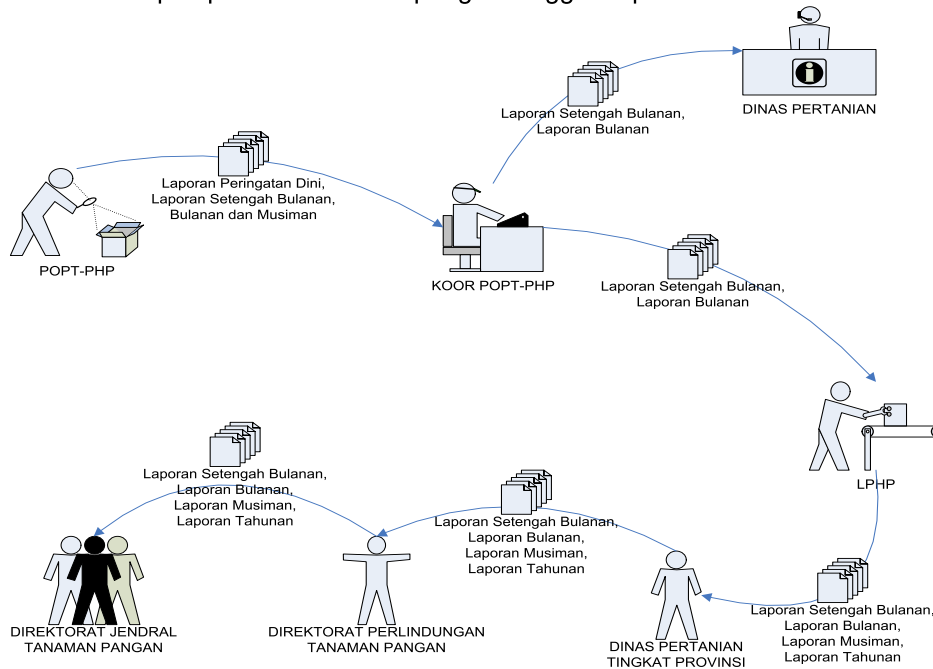 Laporan Setengah Bulanan,
Laporan Bulanan
DINAS PERTANIAN
Laporan Peringatan Dini,
Laporan Setengah Bulanan,
Bulanan dan Musiman
POPT-PHP
KOOR POPT-PHP
Laporan Setengah Bulanan,
Laporan Bulanan
LPHP
Laporan Setengah Bulanan,
Laporan Bulanan,
Laporan Musiman,
Laporan Tahunan
DINAS PERTANIAN
TINGKAT PROVINSI
Laporan Setengah Bulanan,
Laporan Bulanan,
Laporan Musiman,
Laporan Tahunan
DIREKTORAT PERLINDUNGAN
TANAMAN PANGAN
Laporan Setengah Bulanan,
Laporan Bulanan,
Laporan Musiman,
Laporan Tahunan
DIREKTORAT JENDRAL
TANAMAN PANGAN